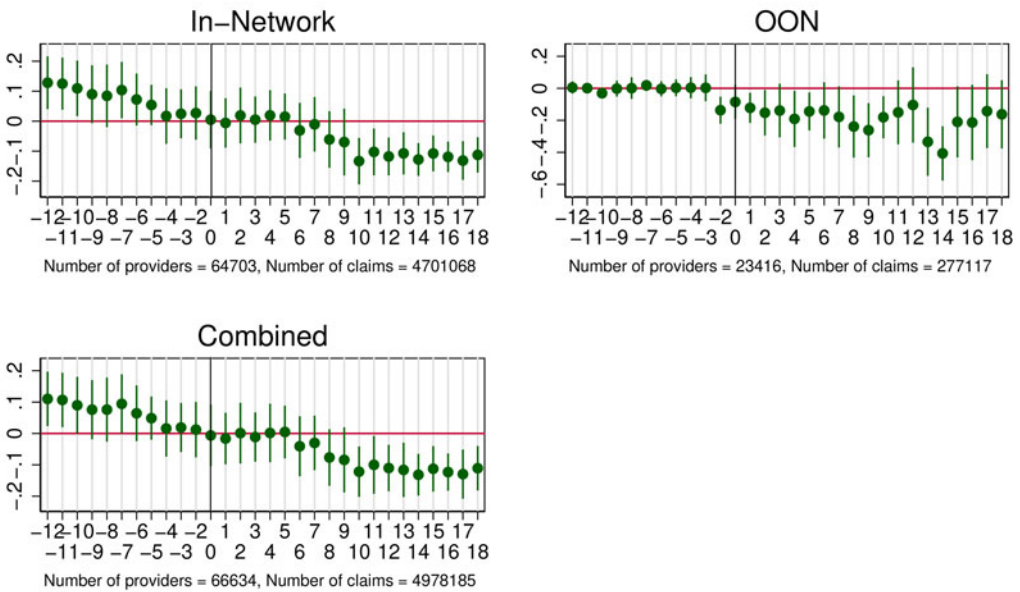 In-Network
.2
.1
0
-.1
-.2
-12 -10 -8 -6 -4 -2 1 3 5 7 9 11 13 15 17
-11 -9 -7 -5 -3 0 2 4 6 8 10 12 14 16 18
Number of providers = 64703, Number of claims = 4701068
OON
.2
0
-.2
-.4
-.6
-12 -10 -8 -6 -4 -2 1 3 5 7 9 11 13 15 17
-11 -9 -7 -5 -3 0 2 4 6 8 10 12 14 16 18
Number of providers = 23416, Number of claims = 277117
Combined
.2
.1
0
-.1
-.2
-12 -10 -8 -6 -4 -2 1 3 5 7 9 11 13 15 17
-11 -9 -7 -5 -3 0 2 4 6 8 10 12 14 16 18
Number of providers = 66634, Number of claims = 4978185